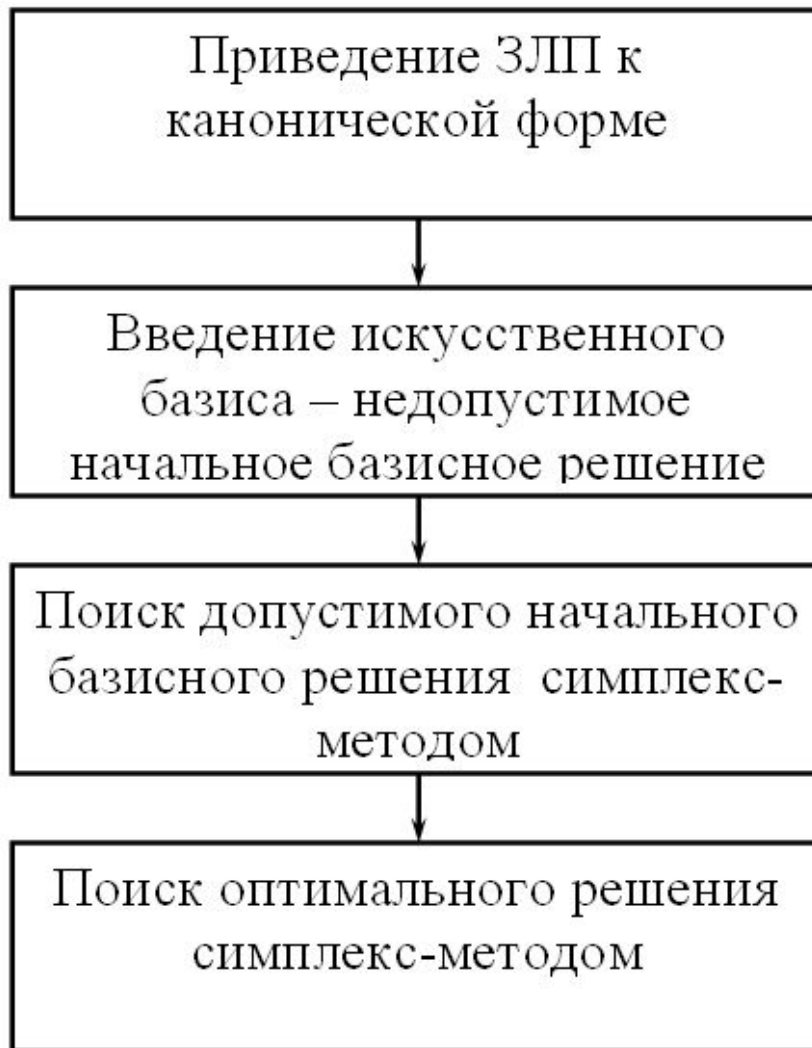 Приведение ЗЛП к
канонической форме
Введение искусственного
базиса – недопустимое
начальное базисное решение
Поиск допустимого начального
базисного решения симплекс-
методом
Поиск оптимального решения
симплекс-методом